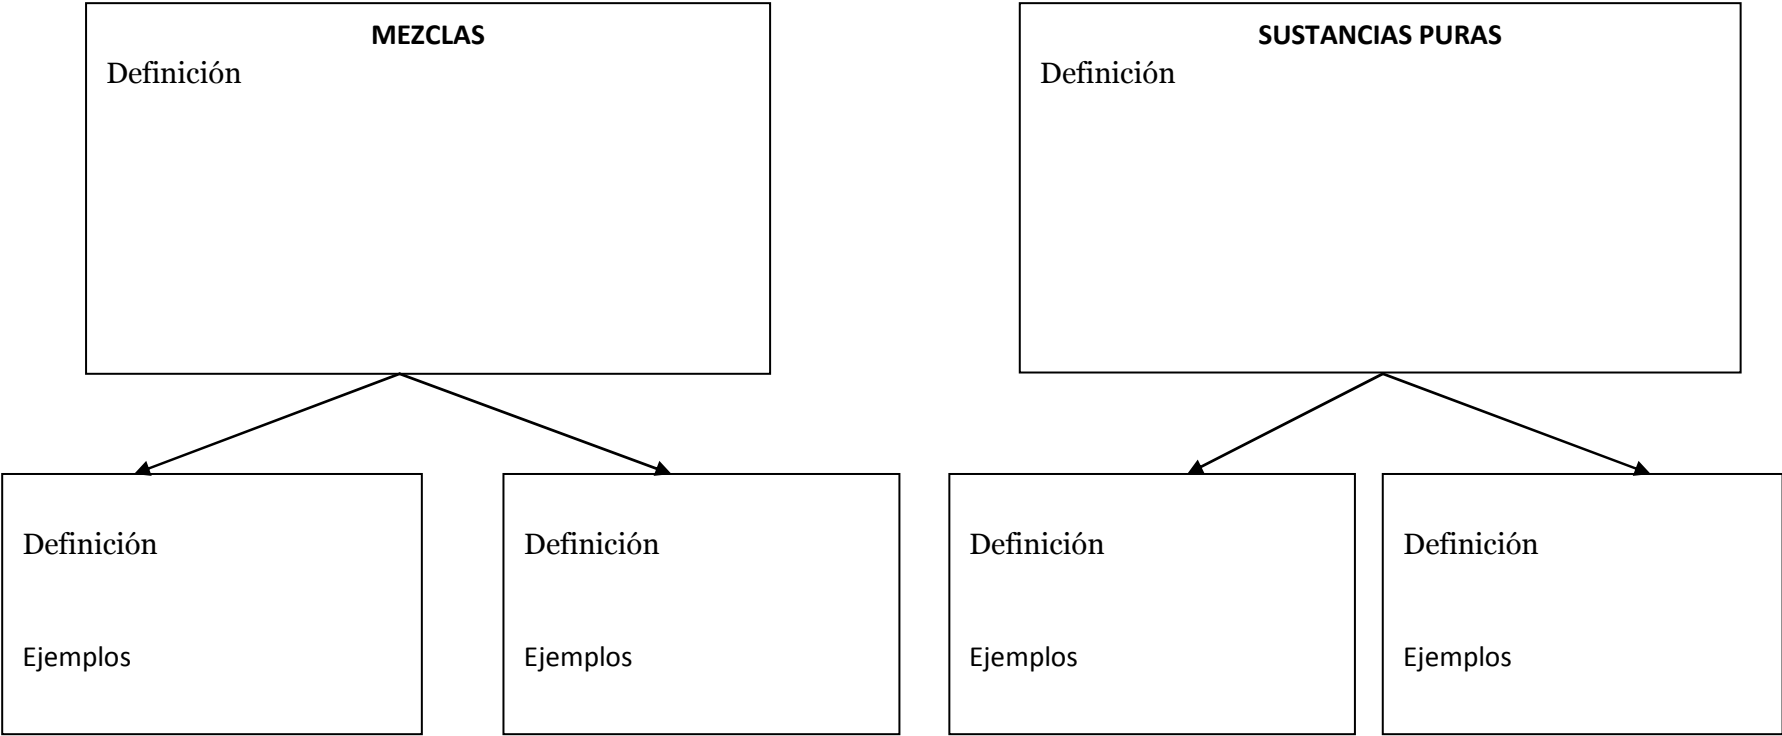 MEZCLAS
Definición
SUSTANCIAS PURAS
Definición
Definición
Ejemplos
Definición
Ejemplos
Definición
Ejemplos
Definición
Ejemplos